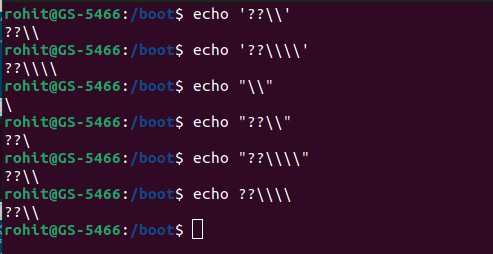 rohit@GS-5466:/boot$ echo '??\\'
??\\
rohit@GS-5466:/boot$ echo '??\\\\'
??\\\\
rohit@GS-5466:/boot$ echo "\\"
\
rohit@GS-5466:/boot$ echo "??\\"
??\
rohit@GS-5466:/boot$ echo "??\\\\"
??\\
rohit@GS-5466:/boot$ echo ??\\\\
??\\
rohit@GS-5466:/boot$